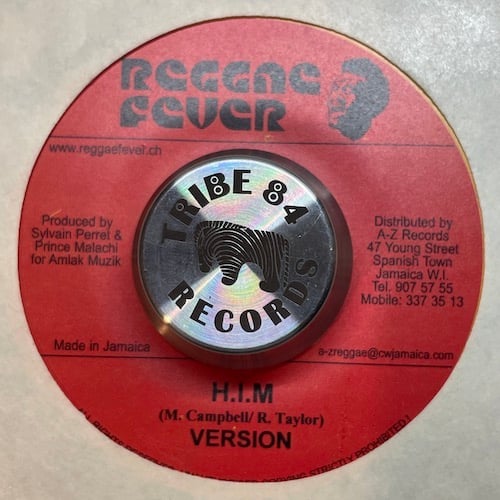 REGGAE
FEVER
www.reggaefever.ch
TRIBE 84
RECORDS
Produced by
Sylvain Perret &
Prince Malachi
for Amlak Muzik
Distributed by
A-Z Records
47 Young Street
Spanish Town
Jamaica W.I.
Tel. 907 57 55
Mobile: 337 35 13
Made in Jamaica
a-zreggae@cwjamaica.com
H.I.M
(M. Campbell/ R. Taylor)
VERSION
STRICTLY PROHIBITED